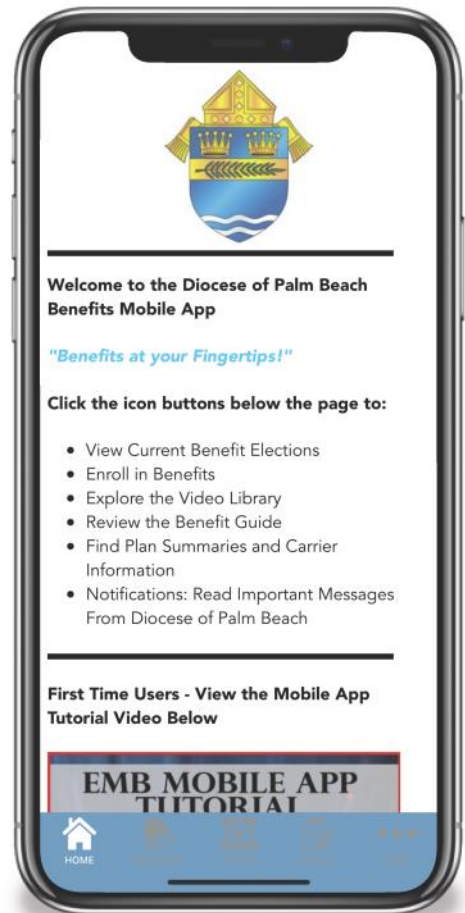 Welcome to the Diocese of Palm Beach
Benefits Mobile App
"Benefits at your Fingertips!"
Click the icon buttons below the page to:
• View Current Benefit Elections
• Enroll in Benefits
• Explore the Video Library
• Review the Benefit Guide
• Find Plan Summaries and Carrier
Information
• Notifications: Read Important Messages
From Diocese of Palm Beach
First Time Users - View the Mobile App
Tutorial Video Below
EMB MOBILE APP
TUTORIAL
HOME